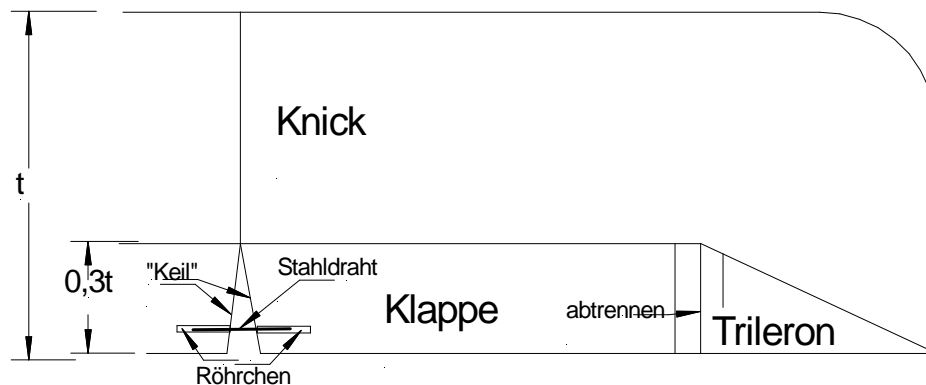 Knick
t
0,3t
"Keil"
Stahldraht
Klappe
abtrennen
Trileron
Röhrchen